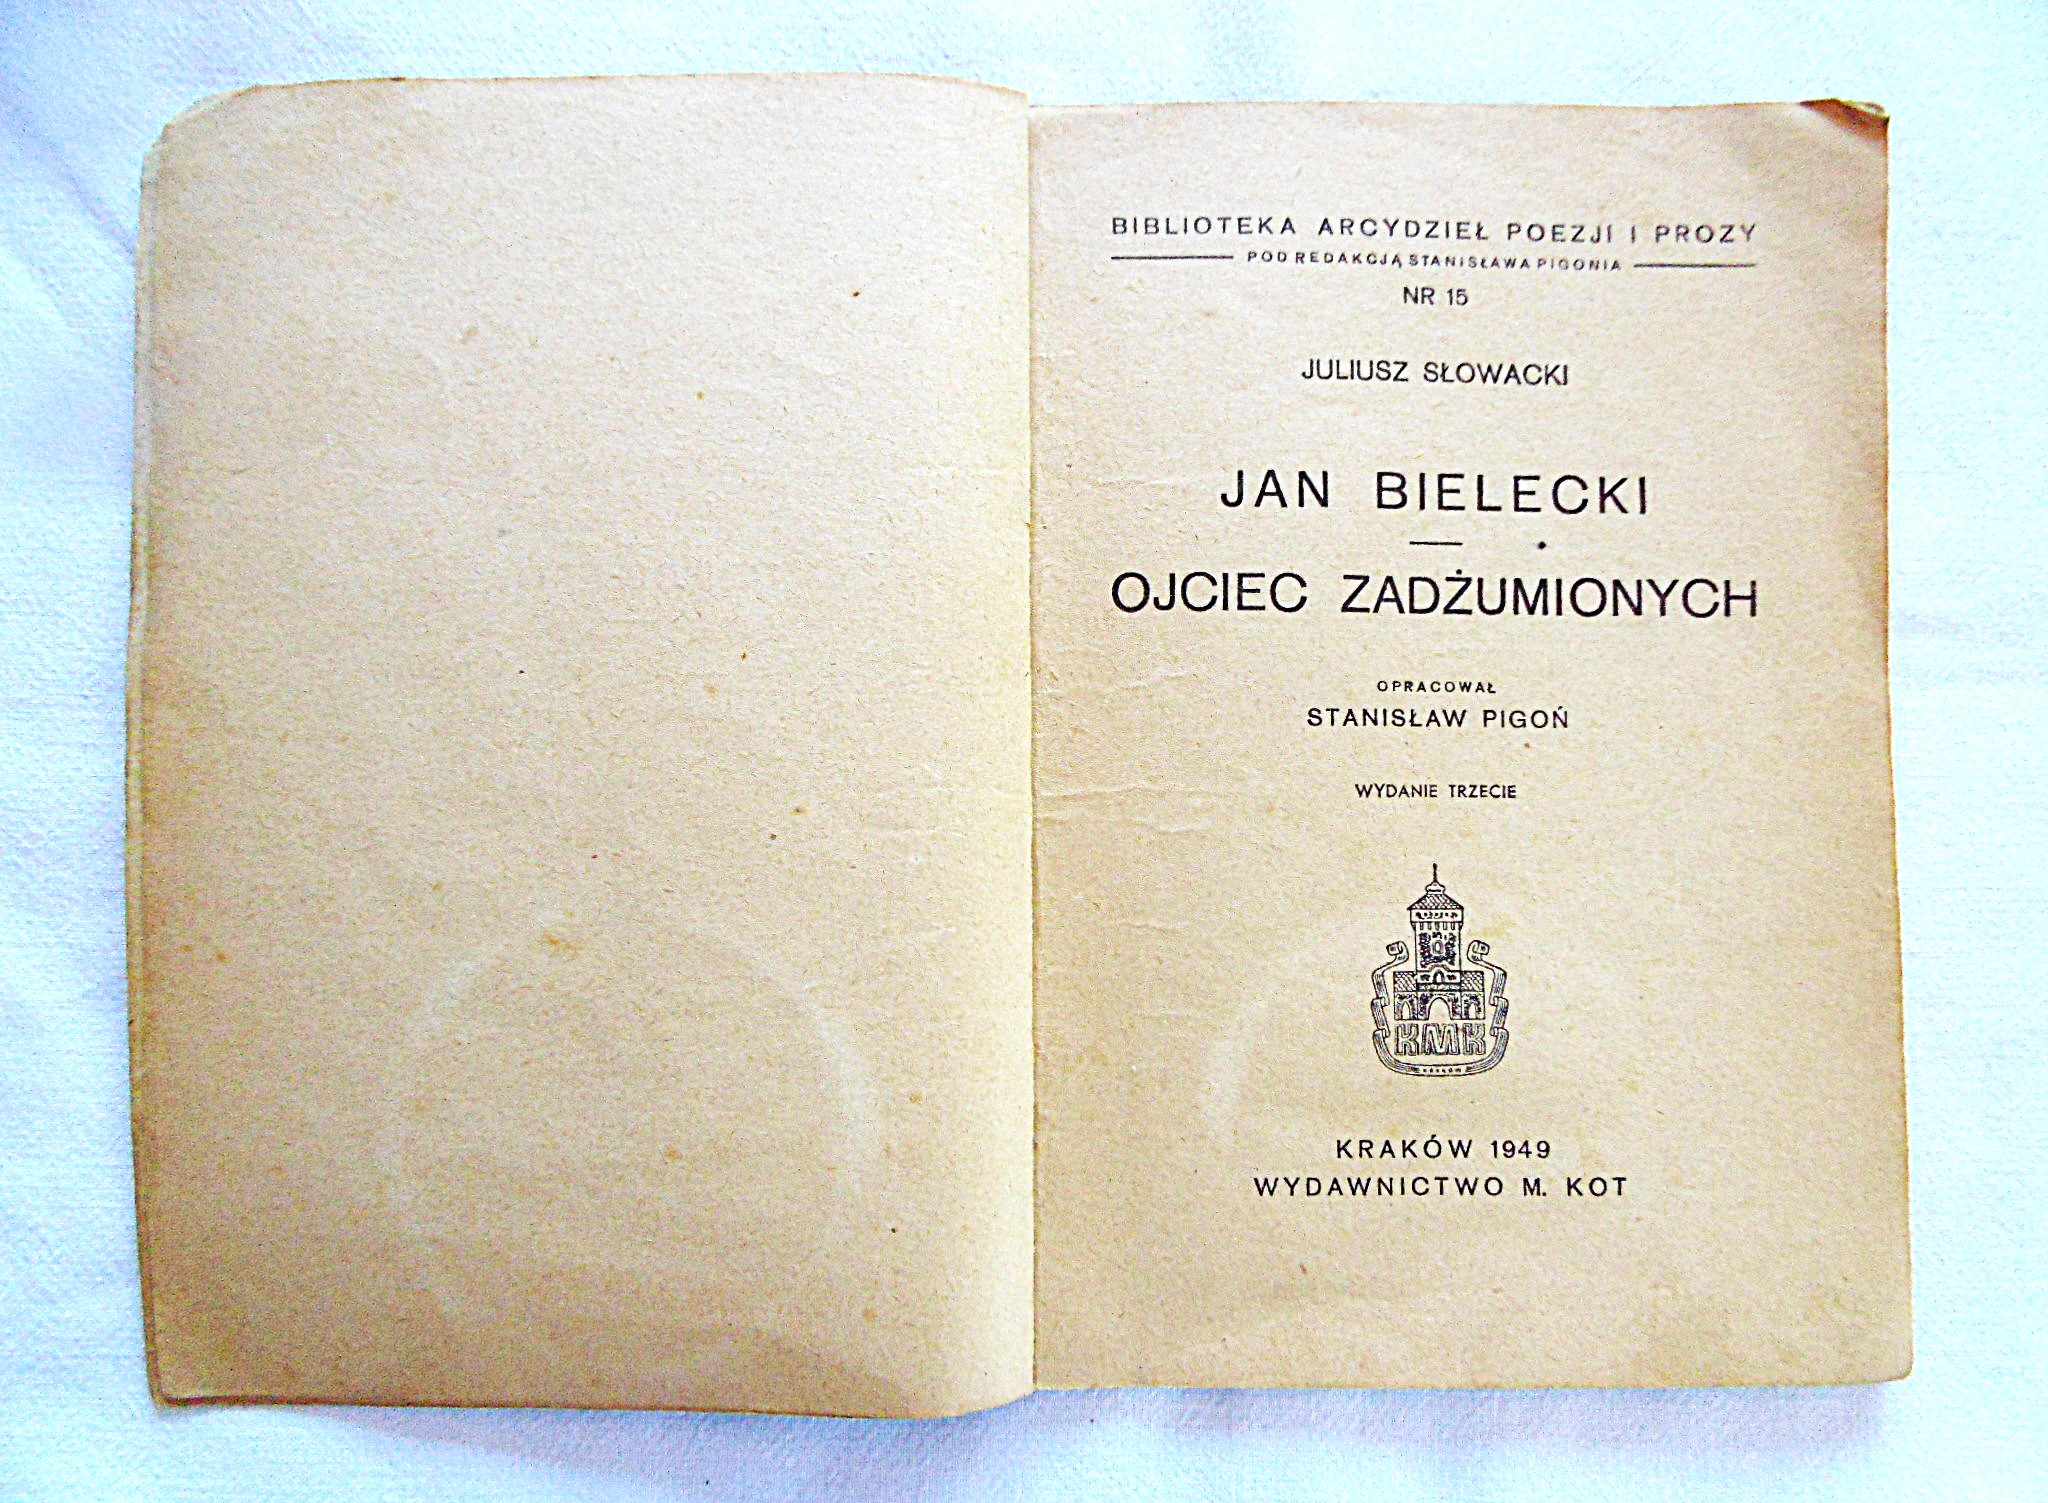 BIBLIOTEKA ARCYDZIEŁ POEZJI I PROZY
POD REDAKCJĄ STANISŁAWA PIGONIA
NR 15
JULIUSZ SŁOWACKI
JAN BIELECKI
OJCIEC ZADŻUMIONYCH
OPRACOWAŁ
STANISŁAW PIGOŃ
WYDANIE TRZECIE
KMK
KRAKÓW
KRAKÓW 1949
WYDAWNICTWO M. KOT